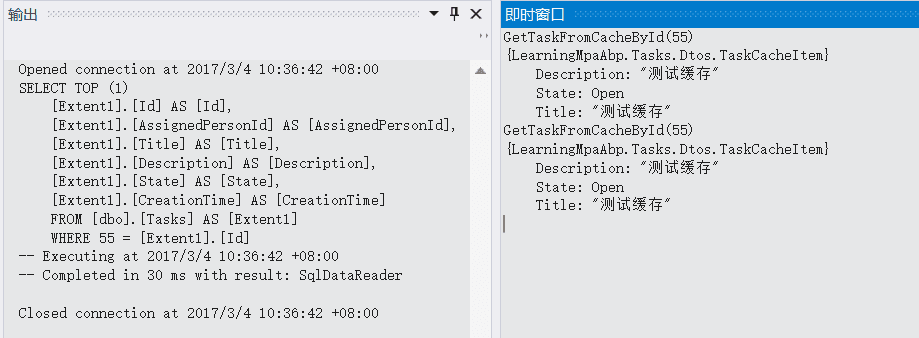 输出
Opened connection at 2017/3/4 10:36:42 +08:00
SELECT TOP (1)
[Extent1].[Id] AS [Id],
[Extent1].[AssignedPersonId] AS [AssignedPersonId],
[Extent1].[Title] AS [Title],
[Extent1].[Description] AS [Description],
[Extent1].[State] AS [State],
[Extent1].[CreationTime] AS [CreationTime]
FROM [dbo].[Tasks] AS [Extent1]
WHERE 55 = [Extent1].[Id]
-- Executing at 2017/3/4 10:36:42 +08:00
-- Completed in 30 ms with result: SqlDataReader
Closed connection at 2017/3/4 10:36:42 +08:00
即时窗口
GetTaskFromCacheById(55)
{LearningMpaAbp.Tasks.Dtos.TaskCacheItem}
Description: "测试缓存"
State: Open
Title: "测试缓存"
GetTaskFromCacheById(55)
{LearningMpaAbp.Tasks.Dtos.TaskCacheItem}
Description: "测试缓存"
State: Open
Title: "测试缓存"